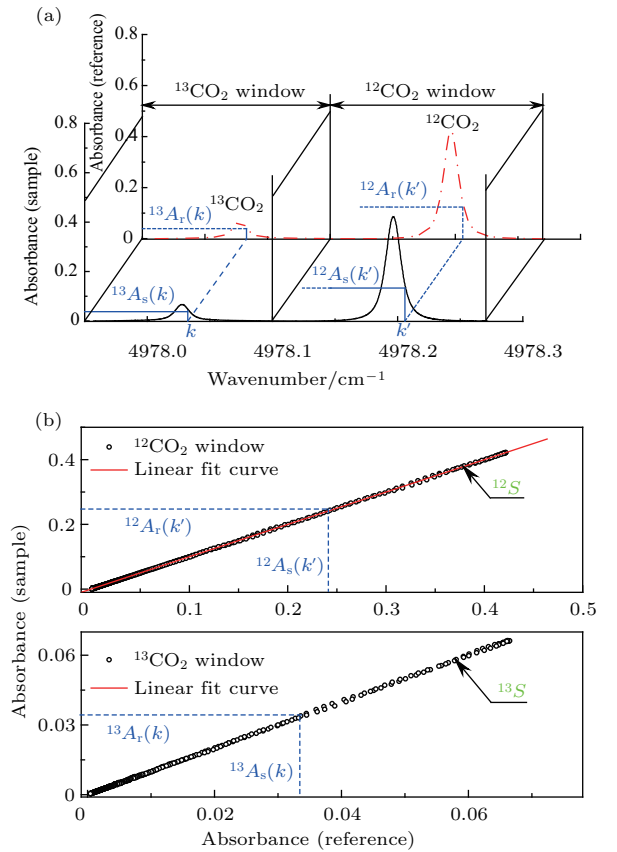 (a)
0.8
0.6
0.4
0.2
0
Absorbance (reference)
¹³CO₂ window
¹²CO₂ window
¹²CO₂
¹³CO₂
¹³Aᵣ(k)
¹²Aᵣ(k′)
0.8
0.6
0.4
0.2
0
Absorbance (sample)
¹³Aₛ(k)
¹²Aₛ(k′)
k
k′
4978.0
4978.1
4978.2
4978.3
Wavenumber/cm⁻¹
(b)
¹²CO₂ window
Linear fit curve
0.4
0.2
0
¹²S
¹²Aᵣ(k′)
¹²Aₛ(k′)
0
0.1
0.2
0.3
0.4
0.5
Absorbance (sample)
¹³CO₂ window
Linear fit curve
0.06
0.03
0
¹³S
¹³Aᵣ(k)
¹³Aₛ(k)
0
0.02
0.04
0.06
Absorbance (reference)